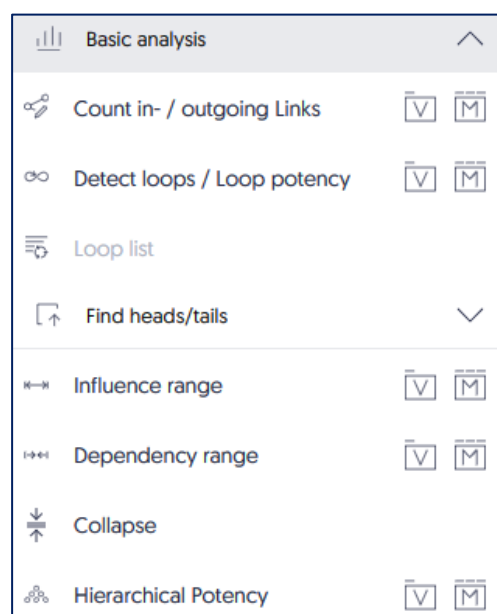 Basic analysis
Count in- / outgoing Links V M
Detect loops / Loop potency V M
Loop list
Find heads/tails
Influence range V M
Dependency range V M
Collapse
Hierarchical Potency V M